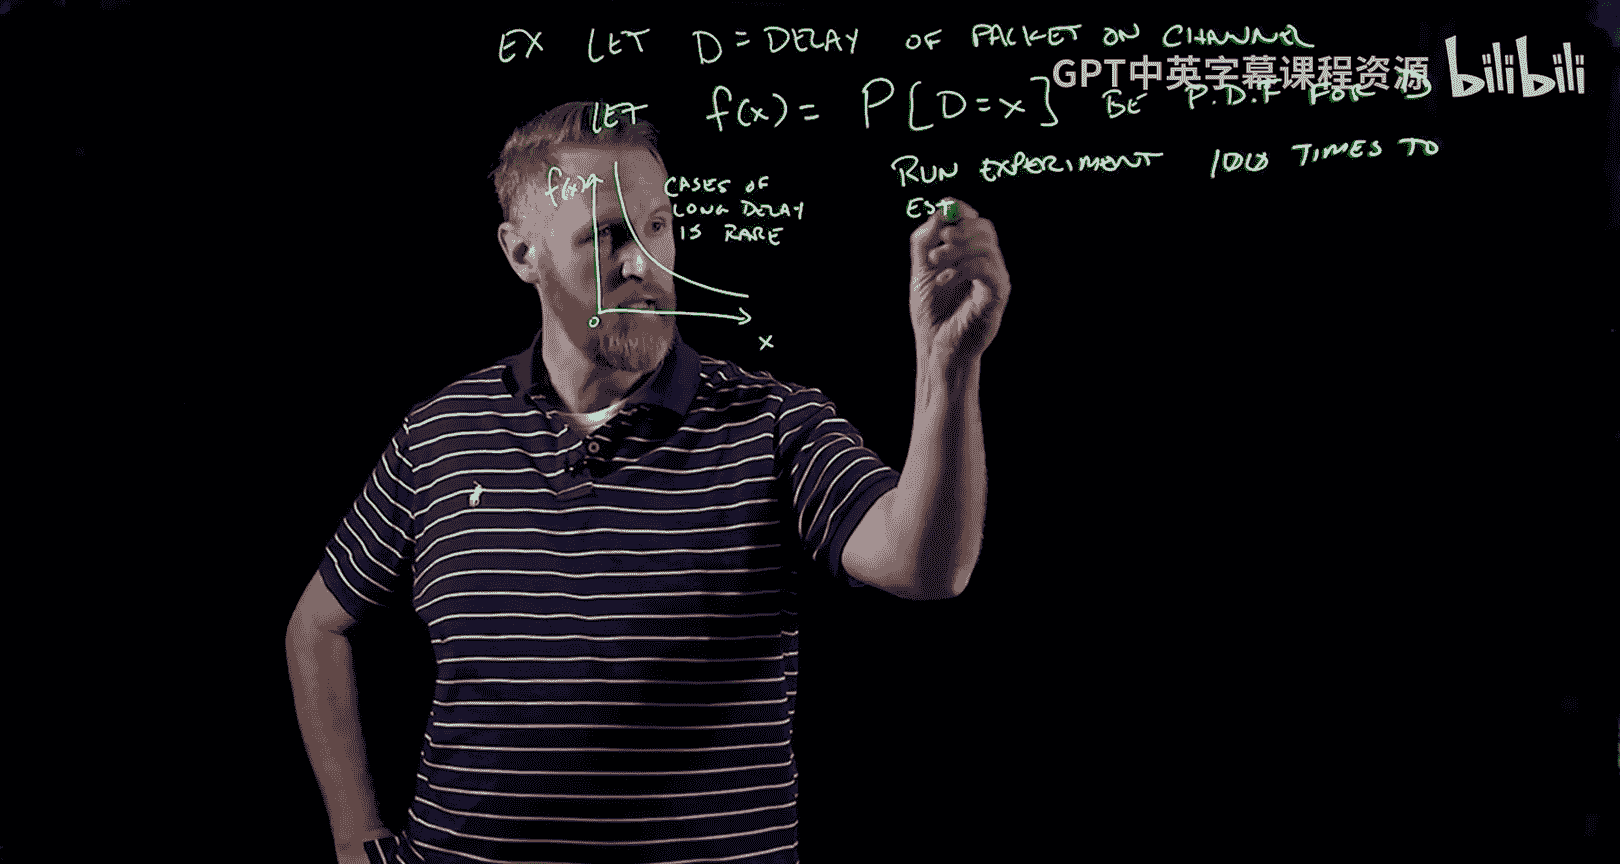 EX LET D = DELAY OF PACKET ON CHANNEL
GPT中英字幕课程资源 bilibili
LET f(x) = P[D=x] BE P.D.F FOR D
RUN EXPERIMENT 100 TIMES TO
EST
f(x)
CASES OF
LONG DELAY
IS RARE
0
x